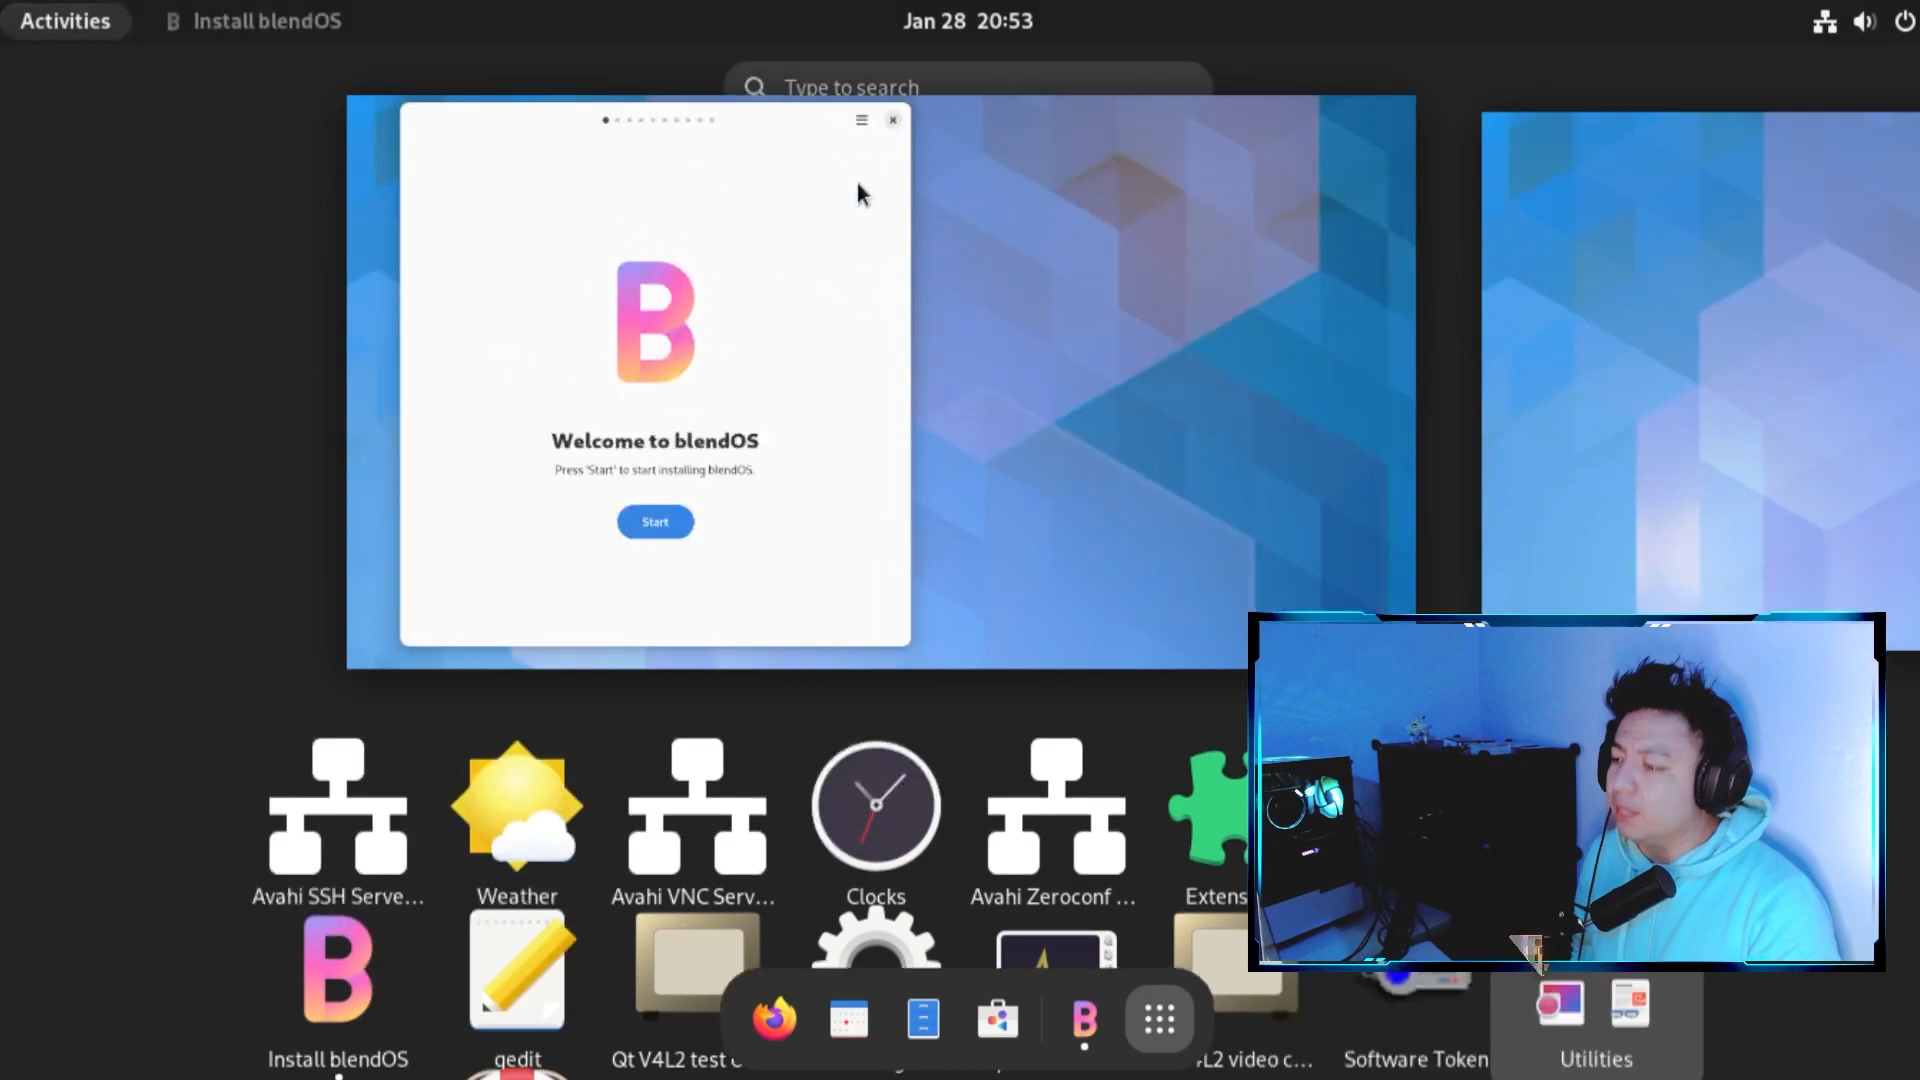 Activities
Install blendOS
Jan 28 20:53
Type to search
Welcome to blendOS
Press 'Start' to start installing blendOS.
Start
Avahi SSH Serve...
Weather
Avahi VNC Serv...
Clocks
Avahi Zeroconf ...
Extens
Install blendOS
gedit
Qt V4L2 test
L2 video c...
Software Token
Utilities